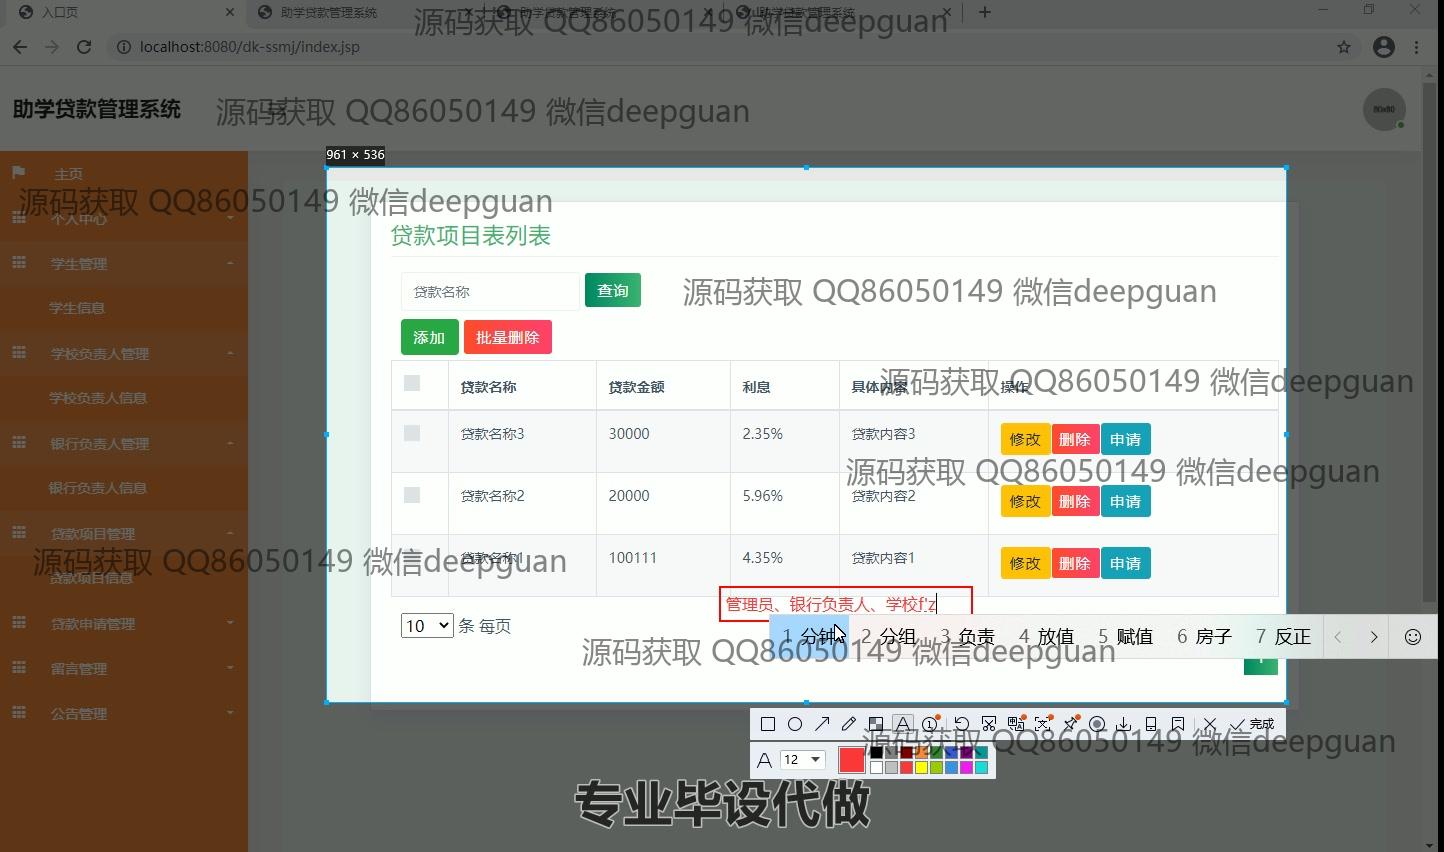 入口页
助学贷款管理系统
助学贷款管理系统
助学贷款管理系统
源码获取 QQ86050149 微信deepguan
localhost:8080/dk-ssmj/index.jsp
助学贷款管理系统
源码获取 QQ86050149 微信deepguan
80x80
961 × 536
主页
源码获取 QQ86050149 微信deepguan
个人中心
贷款项目表列表
学生管理
贷款名称
查询
源码获取 QQ86050149 微信deepguan
学生信息
添加
批量删除
学校负责人管理
贷款名称
贷款金额
利息
具体内容
操作
源码获取 QQ86050149 微信deepguan
学校负责人信息
贷款名称3
30000
2.35%
贷款内容3
修改
删除
申请
银行负责人管理
源码获取 QQ86050149 微信deepguan
银行负责人信息
贷款名称2
20000
5.96%
贷款内容2
修改
删除
申请
贷款项目管理
源码获取 QQ86050149 微信deepguan
贷款名称1
100111
4.35%
贷款内容1
修改
删除
申请
贷款项目信息
管理员、银行负责人、学校f'z
贷款申请管理
10
条 每页
1 分钟 2 分组 3 负责 4 放值 5 赋值 6 房子 7 反正
源码获取 QQ86050149 微信deepguan
留言管理
公告管理
完成
源码获取 QQ86050149 微信deepguan
A 12
专业毕设代做